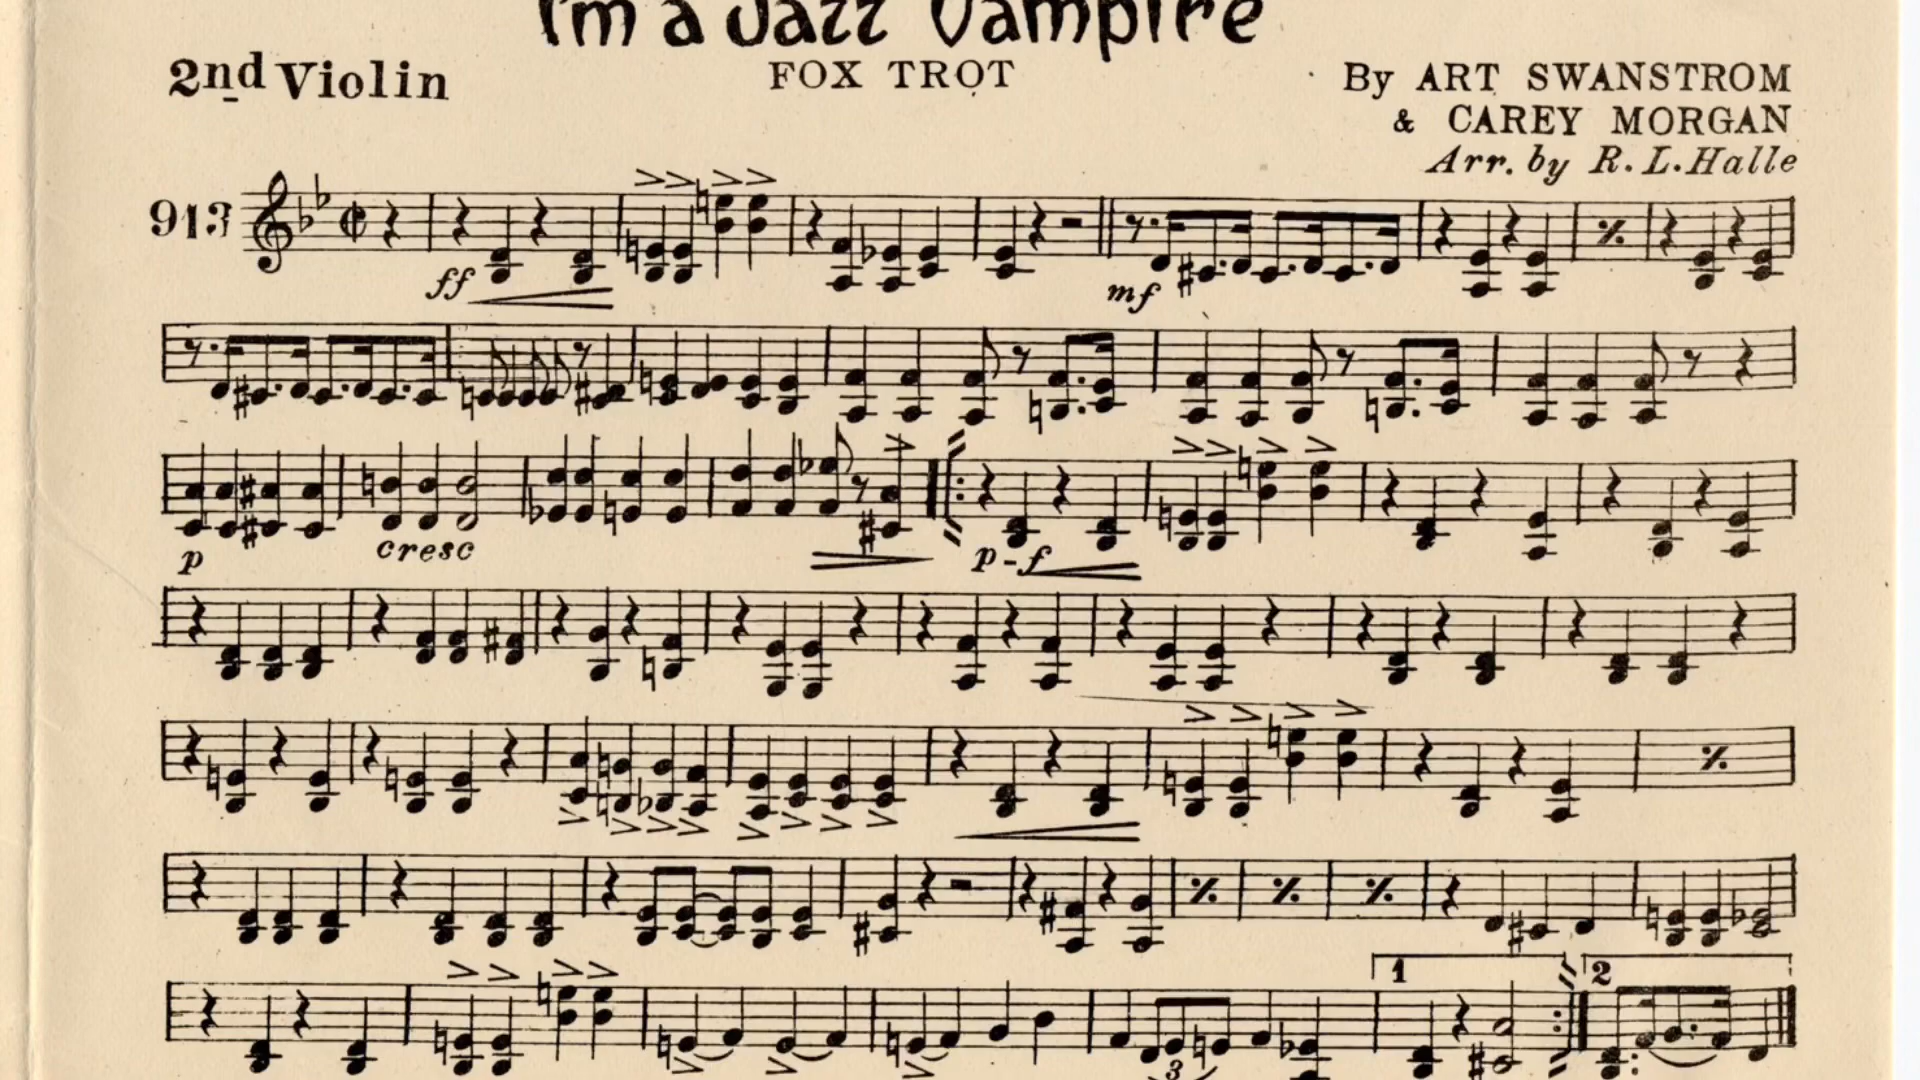 I'm a Jazz Vampire
2nd Violin
FOX TROT
By ART SWANSTROM
& CAREY MORGAN
Arr. by R. L. Halle
913
ff
mf
p
cresc
p-f
1
2
3